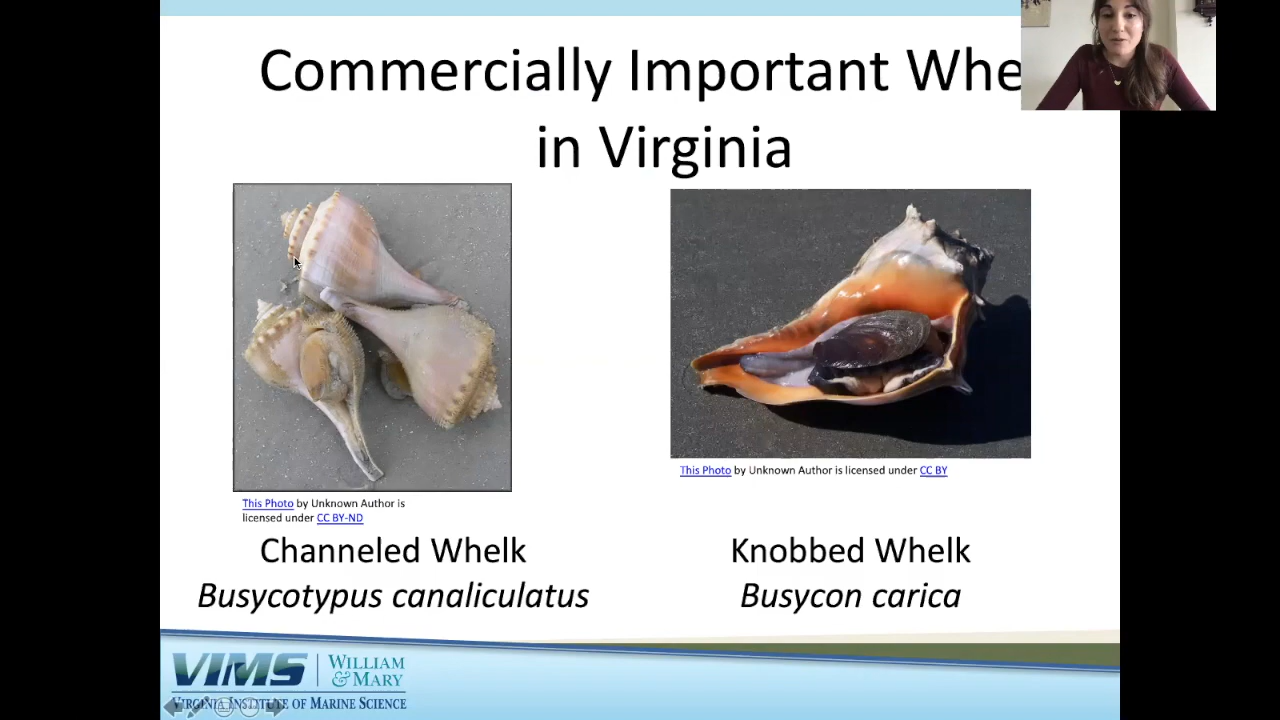 Commercially Important Whe
in Virginia
This Photo by Unknown Author is
licensed under CC BY-ND
This Photo by Unknown Author is licensed under CC BY
Channeled Whelk
Busycotypus canaliculatus
Knobbed Whelk
Busycon carica
VIMS
WILLIAM
& MARY
VIRGINIA INSTITUTE OF MARINE SCIENCE